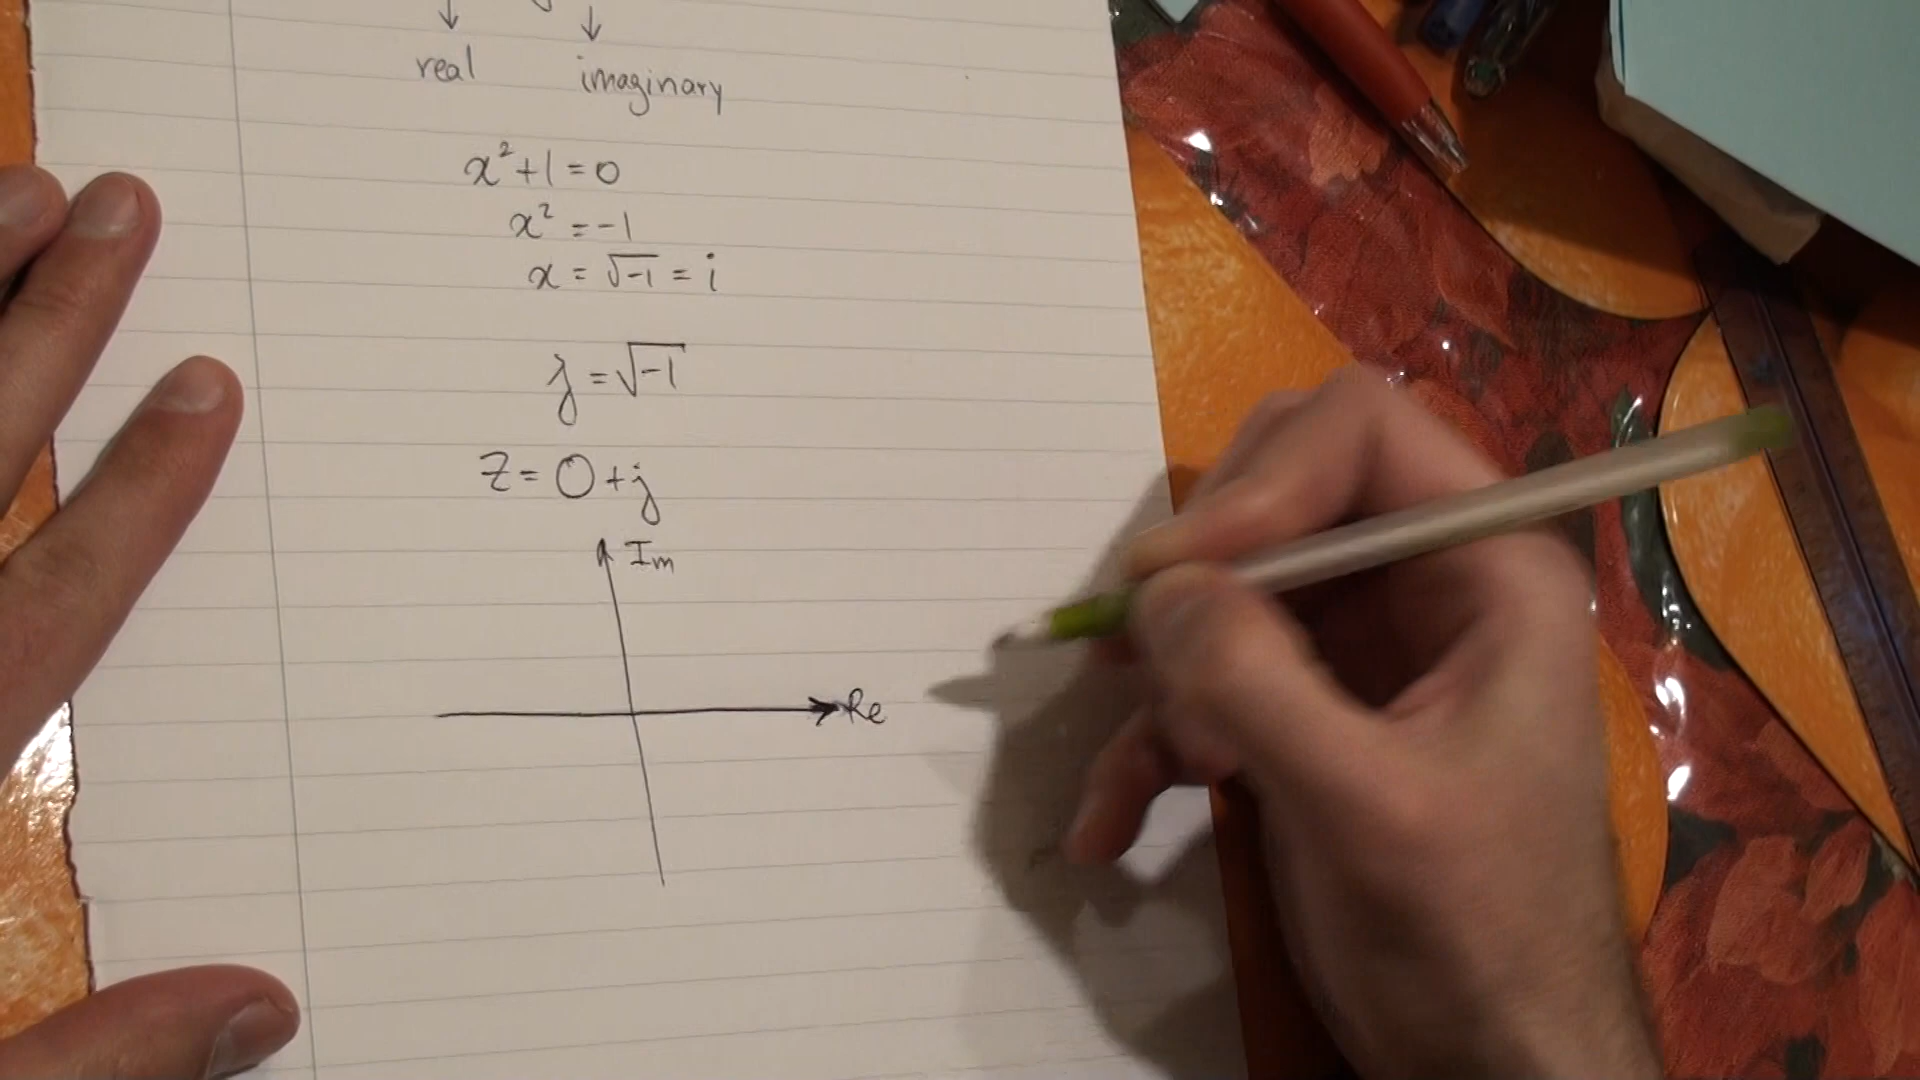 real imaginary
x²+1=0
x²=-1
x=√-1=i
j=√-1
z=0+j
Im
Re